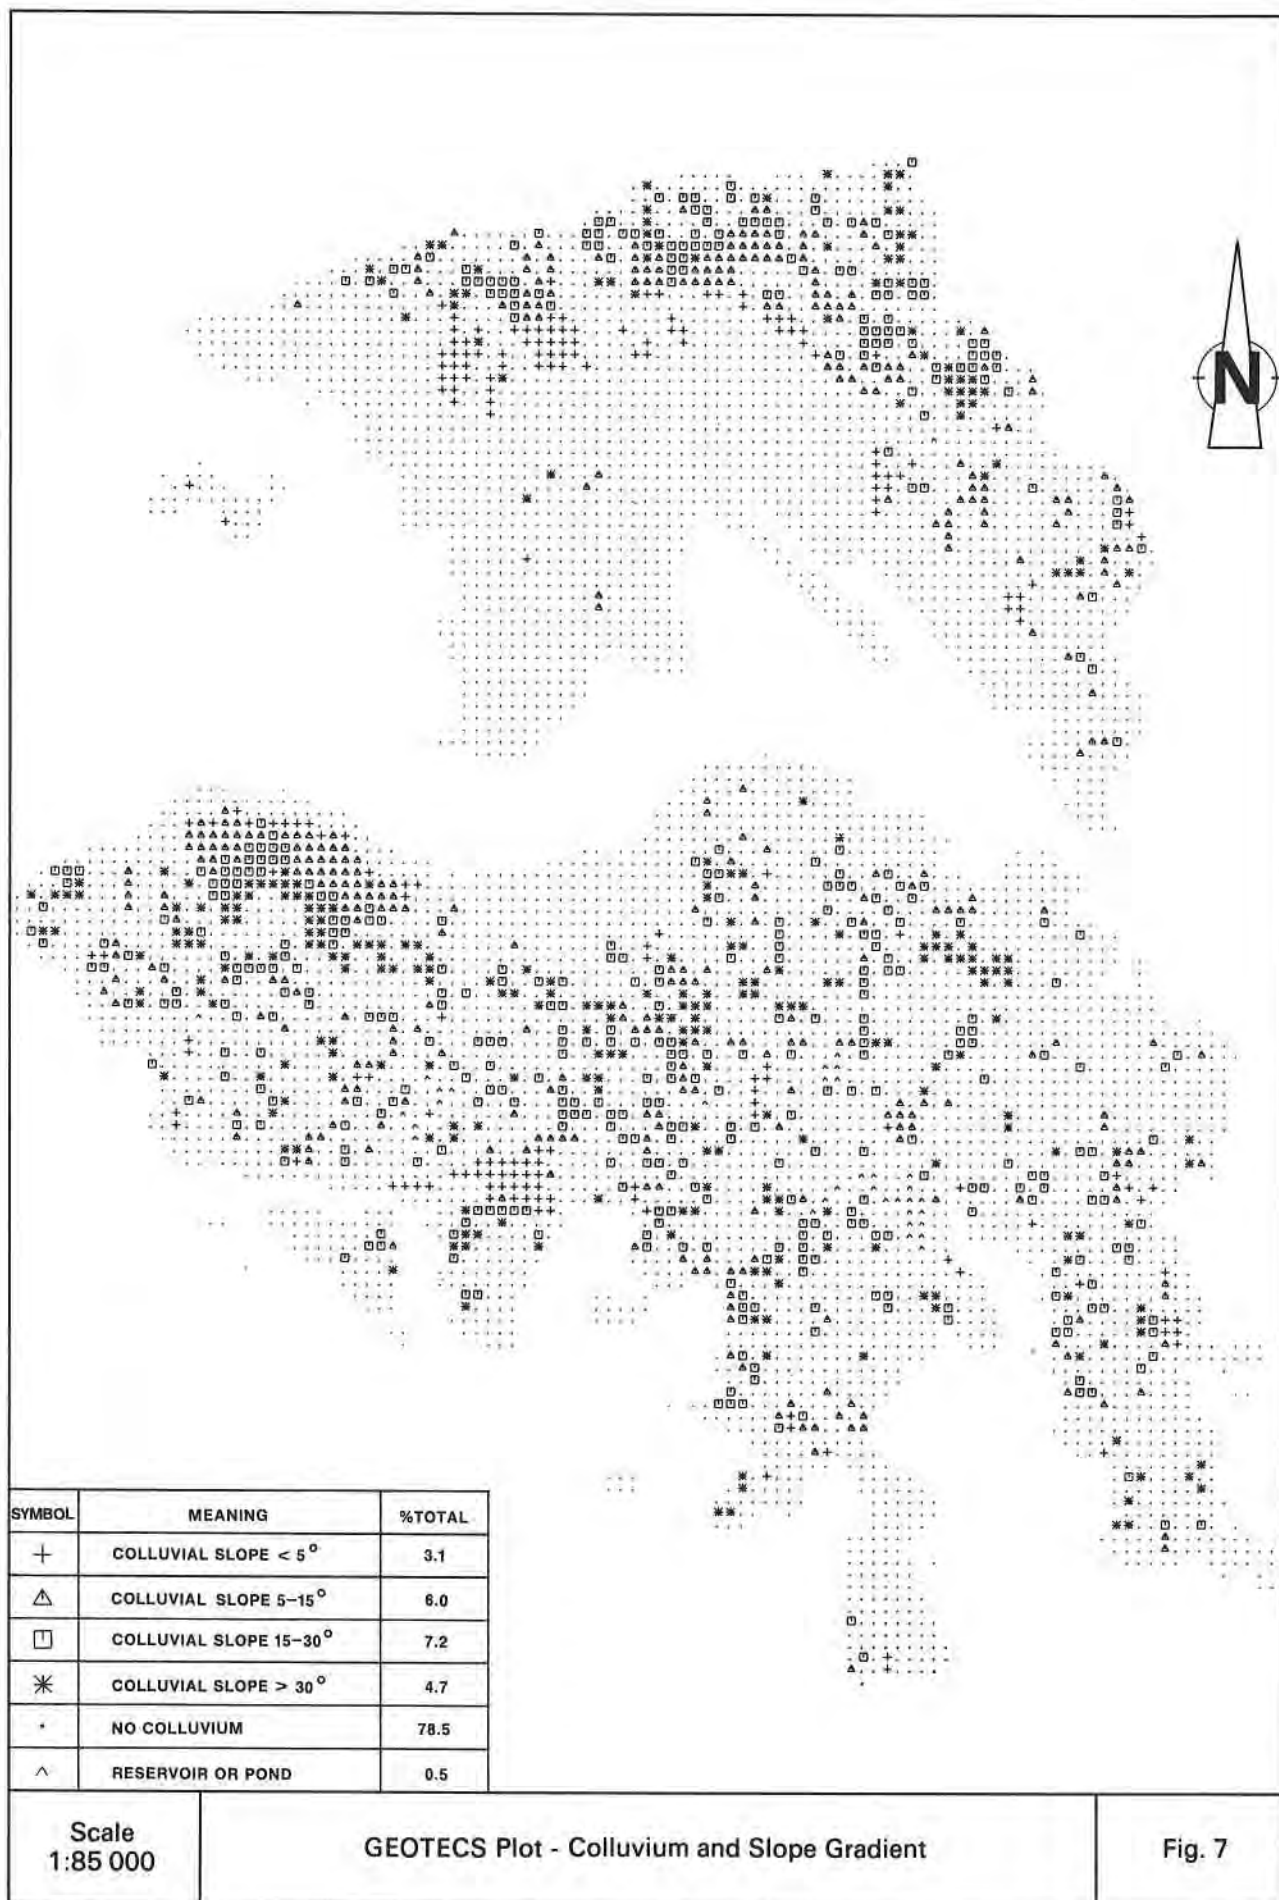 N
SYMBOL MEANING %TOTAL
+ COLLUVIAL SLOPE < 5° 3.1
COLLUVIAL SLOPE 5–15° 6.0
COLLUVIAL SLOPE 15–30° 7.2
COLLUVIAL SLOPE > 30° 4.7
· NO COLLUVIUM 78.5
^ RESERVOIR OR POND 0.5
Scale
1:85 000
GEOTECS Plot - Colluvium and Slope Gradient
Fig. 7